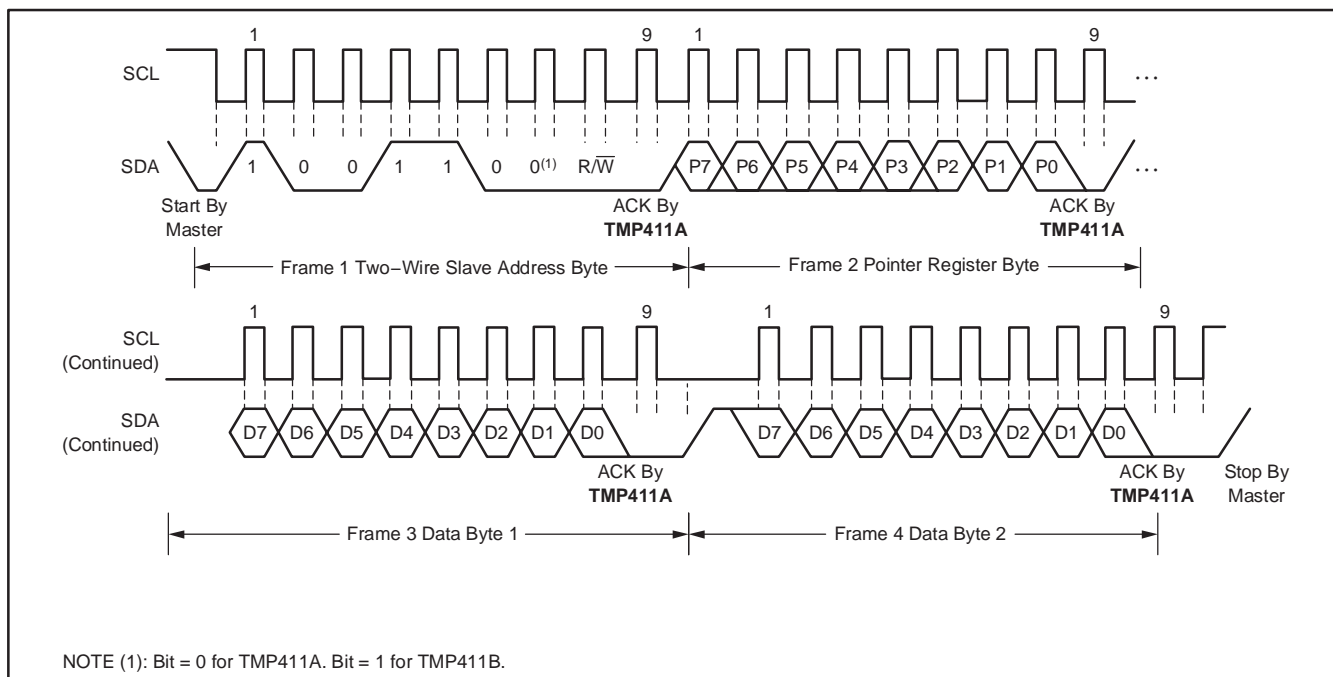 1 9 1 9
SCL ...
SDA 1 0 0 1 1 0 0(1) R/W̅ P7 P6 P5 P4 P3 P2 P1 P0 ...
Start By Master
ACK By TMP411A
ACK By TMP411A
Frame 1 Two−Wire Slave Address Byte
Frame 2 Pointer Register Byte
1 9 1 9
SCL
(Continued)
SDA
(Continued)
D7 D6 D5 D4 D3 D2 D1 D0 D7 D6 D5 D4 D3 D2 D1 D0
ACK By TMP411A
ACK By TMP411A
Stop By Master
Frame 3 Data Byte 1
Frame 4 Data Byte 2
NOTE (1): Bit = 0 for TMP411A. Bit = 1 for TMP411B.